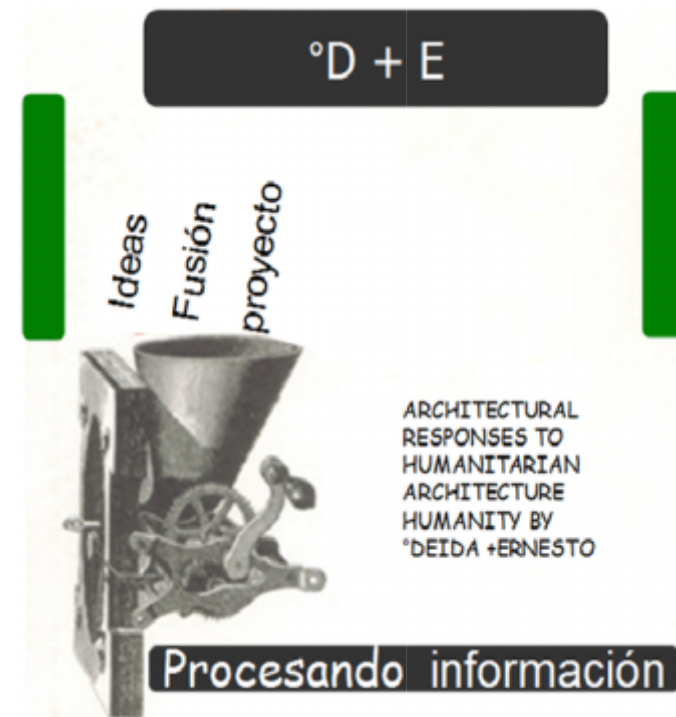 °D + E
Ideas
Fusión
proyecto
ARCHITECTURAL
RESPONSES TO
HUMANITARIAN
ARCHITECTURE
HUMANITY BY
°DEIDA +ERNESTO
Procesando información